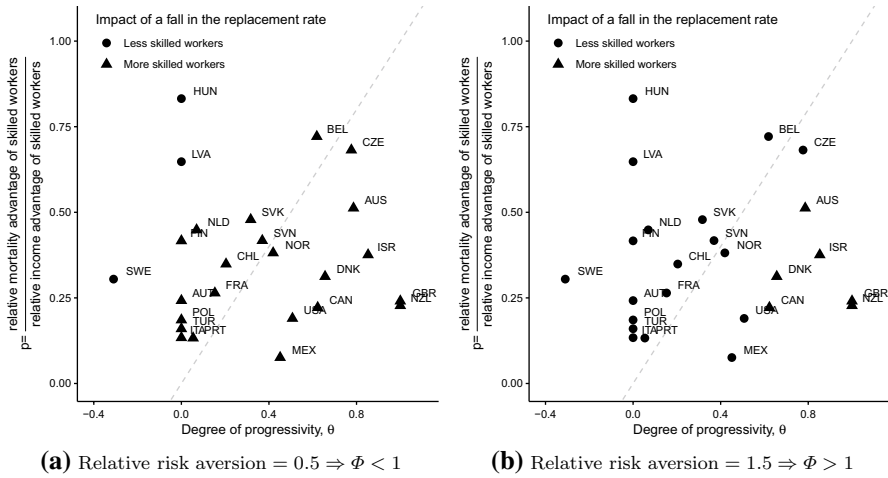 Impact of a fall in the replacement rate
Less skilled workers
More skilled workers
p= relative mortality advantage of skilled workers
relative income advantage of skilled workers
1.00
0.75
0.50
0.25
0.00
HUN
BEL
CZE
LVA
AUS
SVK
NLD
FIN
SVN
NOR
ISR
CHL
SWE
DNK
FRA
AUT
CAN
GBR
NZL
POL
USA
TUR
ITA
PRT
MEX
−0.4
0.0
0.4
0.8
Degree of progressivity, θ
(a) Relative risk aversion = 0.5 ⇒ Φ < 1
Impact of a fall in the replacement rate
Less skilled workers
More skilled workers
p= relative mortality advantage of skilled workers
relative income advantage of skilled workers
1.00
0.75
0.50
0.25
0.00
HUN
BEL
CZE
LVA
AUS
SVK
NLD
FIN
SVN
NOR
ISR
CHL
SWE
DNK
FRA
AUT
CAN
GBR
NZL
POL
USA
TUR
ITA
PRT
MEX
−0.4
0.0
0.4
0.8
Degree of progressivity, θ
(b) Relative risk aversion = 1.5 ⇒ Φ > 1